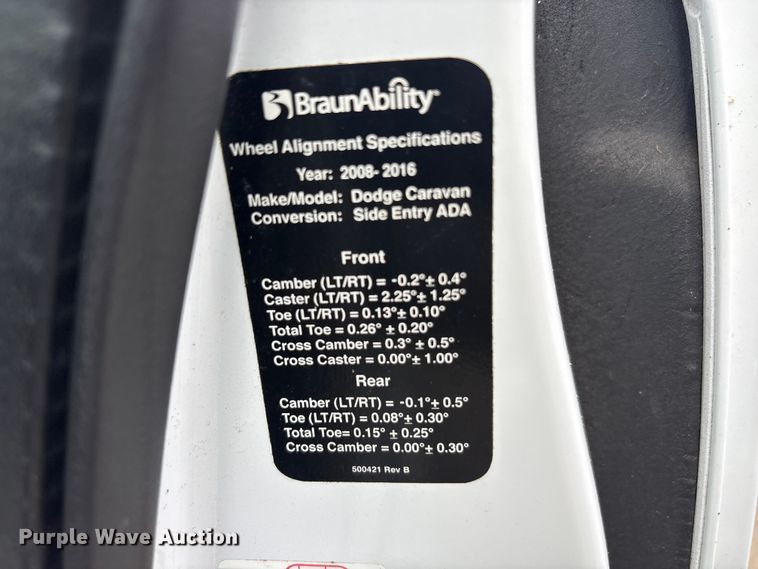 BraunAbility
Wheel Alignment Specifications
Year: 2008- 2016
Make/Model: Dodge Caravan
Conversion: Side Entry ADA
Front
Camber (LT/RT) = -0.2°± 0.4°
Caster (LT/RT) = 2.25°± 1.25°
Toe (LT/RT) = 0.13°± 0.10°
Total Toe = 0.26° ± 0.20°
Cross Camber = 0.3° ± 0.5°
Cross Caster = 0.00°± 1.00°
Rear
Camber (LT/RT) = -0.1°± 0.5°
Toe (LT/RT) = 0.08°± 0.30°
Total Toe= 0.15° ± 0.25°
Cross Camber = 0.00°± 0.30°
500421 Rev B
Purple Wave Auction